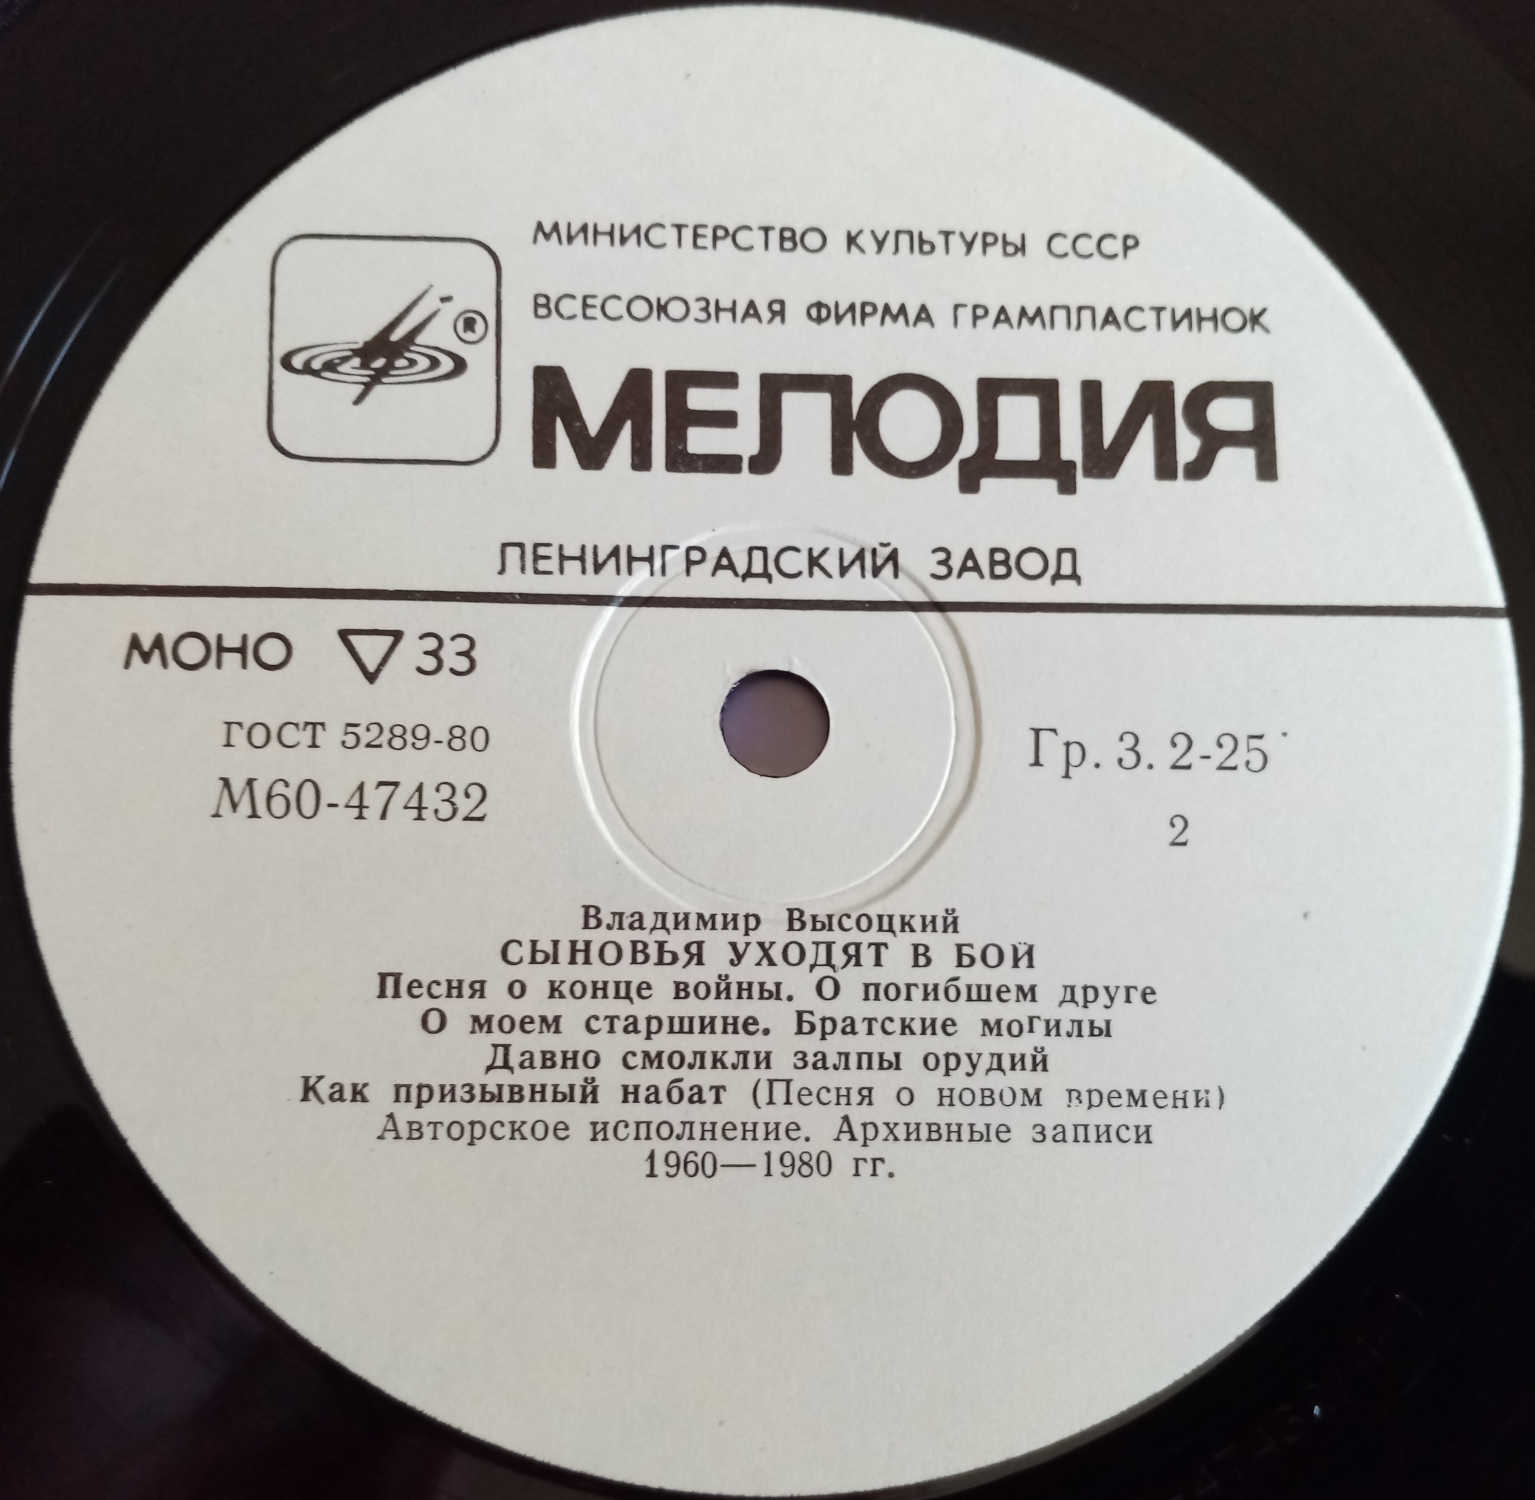 МИНИСТЕРСТВО КУЛЬТУРЫ СССР
ВСЕСОЮЗНАЯ ФИРМА ГРАМПЛАСТИНОК
®
МЕЛОДИЯ
ЛЕНИНГРАДСКИЙ ЗАВОД
МОНО ▽ 33
ГОСТ 5289-80
М60-47432
Гр. 3. 2-25
2
Владимир Высоцкий
СЫНОВЬЯ УХОДЯТ В БОЙ
Песня о конце войны. О погибшем друге
О моем старшине. Братские могилы
Давно смолкли залпы орудий
Как призывный набат (Песня о новом времени)
Авторское исполнение. Архивные записи
1960—1980 гг.